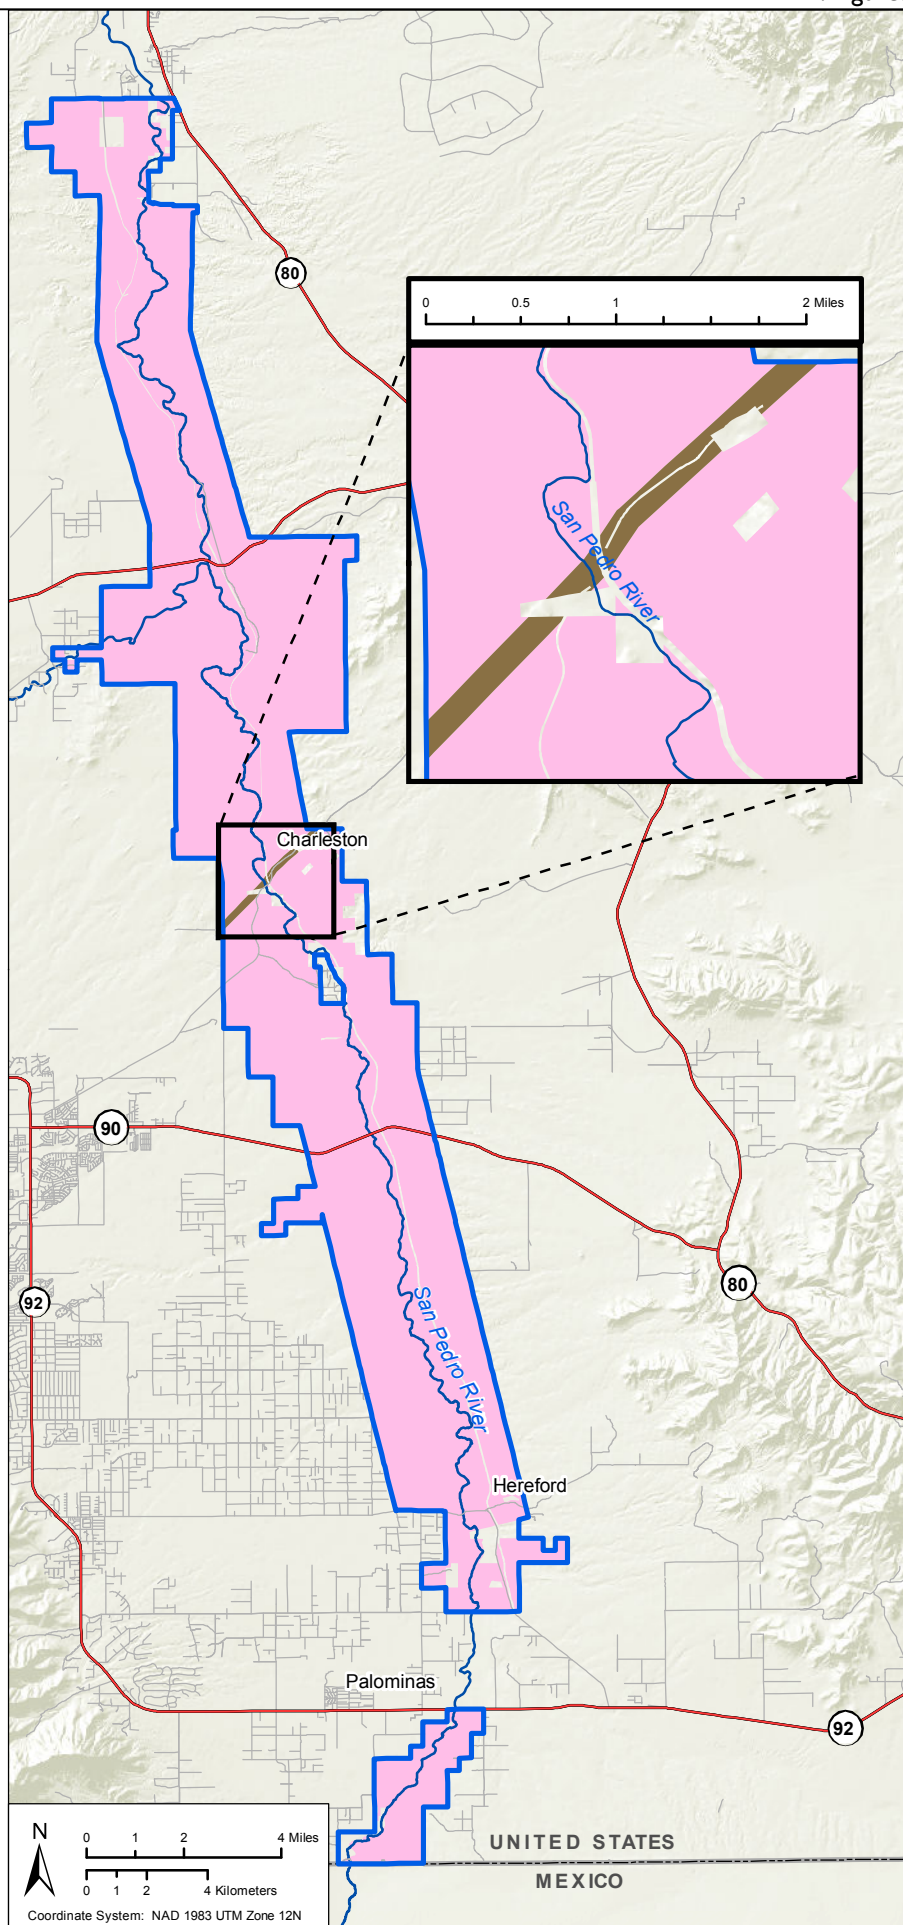 80
0 0.5 1 2 Miles
San Pedro River
Charleston
90
80
92
San Pedro River
Hereford
Palominas
92
N
0 1 2 4 Miles
0 1 2 4 Kilometers
Coordinate System: NAD 1983 UTM Zone 12N
UNITED STATES
MEXICO